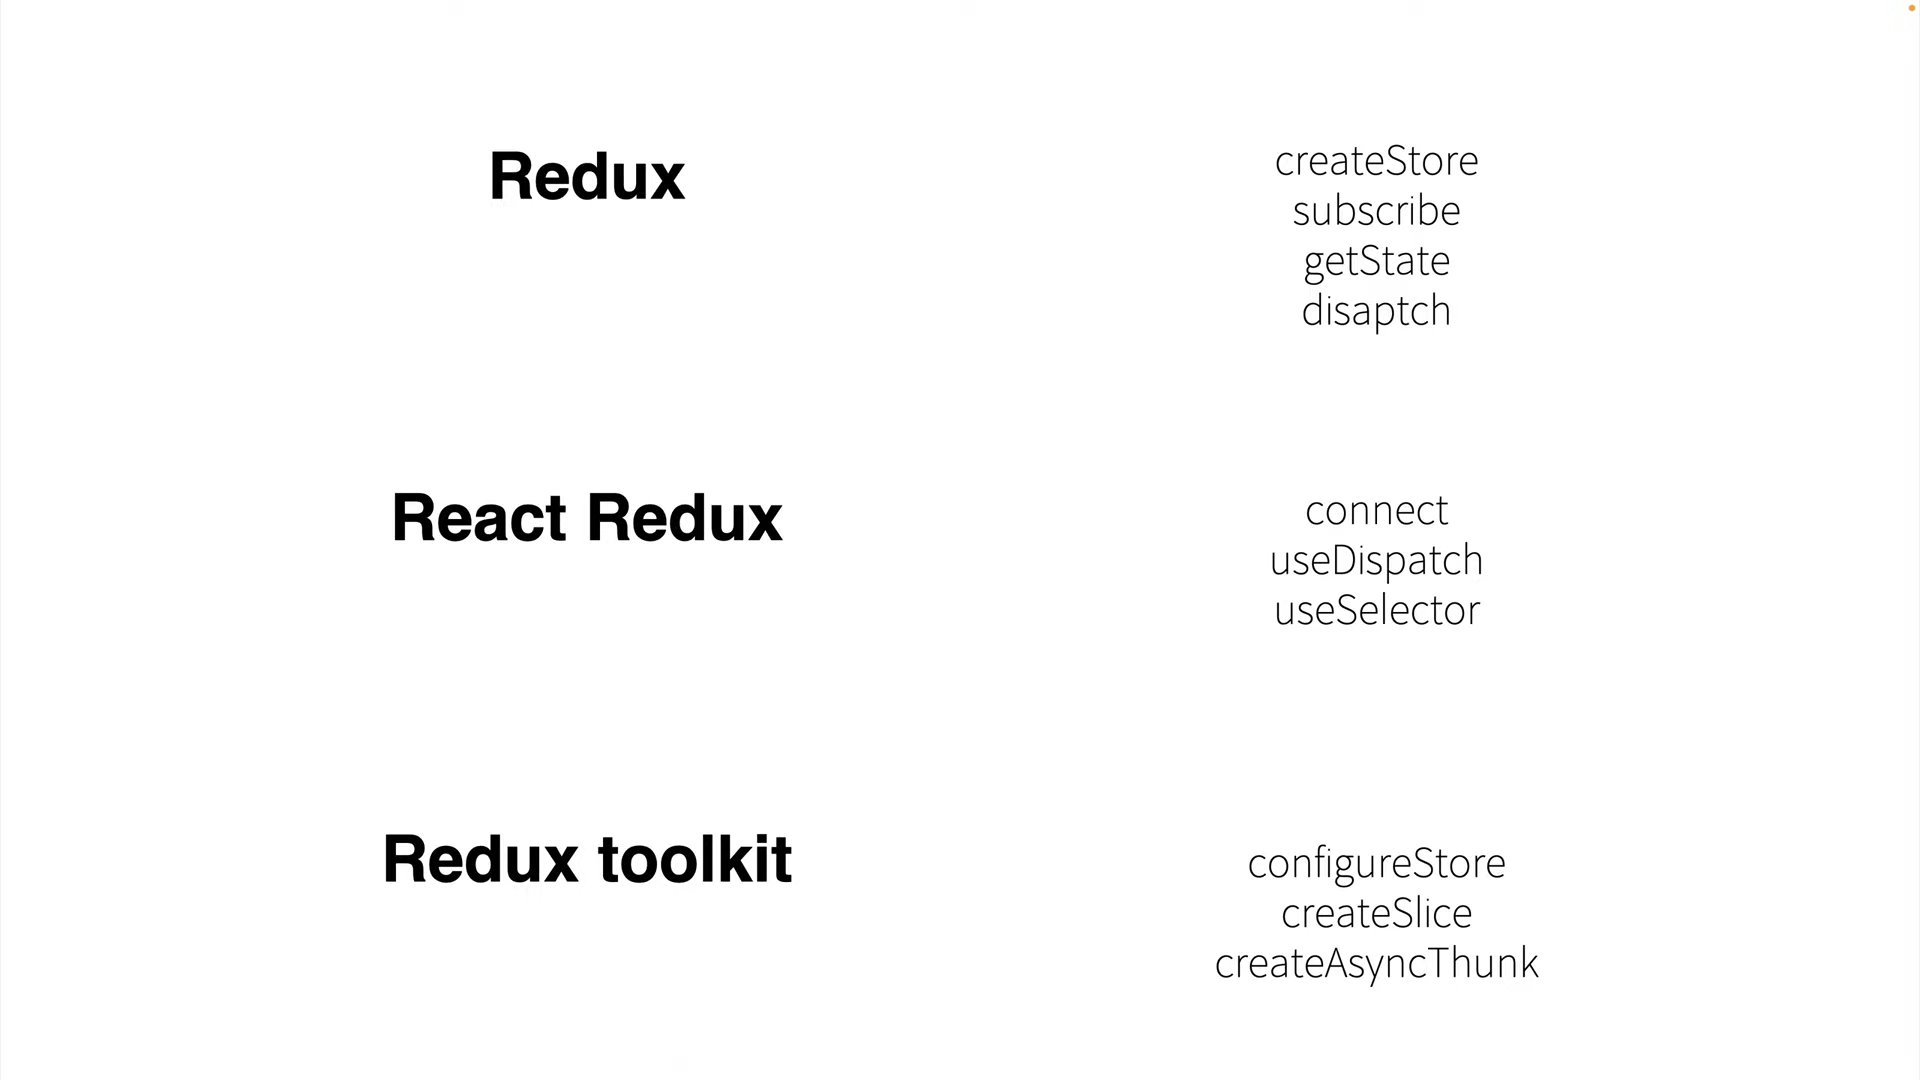 Redux
createStore
subscribe
getState
disaptch
React Redux
connect
useDispatch
useSelector
Redux toolkit
configureStore
createSlice
createAsyncThunk